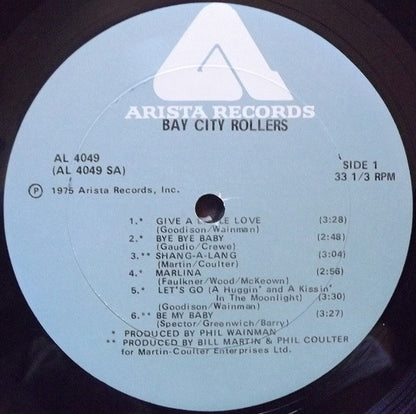 ARISTA RECORDS
BAY CITY ROLLERS
AL 4049
(AL 4049 SA)
SIDE 1
33 1/3 RPM
Ⓟ 1975 Arista Records, Inc.
1.* GIVE A LOVE (3:28)
(Goodison/Wainman)
2.* BYE BYE BABY (2:48)
(Gaudio/Crewe)
3.** SHANG-A-LANG (3:04)
(Martin/Coulter)
4.* MARLINA (2:56)
(Faulkner/Wood/McKeown)
5.* LET'S GO (A Huggin' and A Kissin'
In The Moonlight) (3:30)
(Goodison/Wainman)
6.** BE MY BABY (3:27)
(Spector/Greenwich/Barry)
* PRODUCED BY PHIL WAINMAN
** PRODUCED BY BILL MARTIN & PHIL COULTER
for Martin-Coulter Enterprises Ltd.